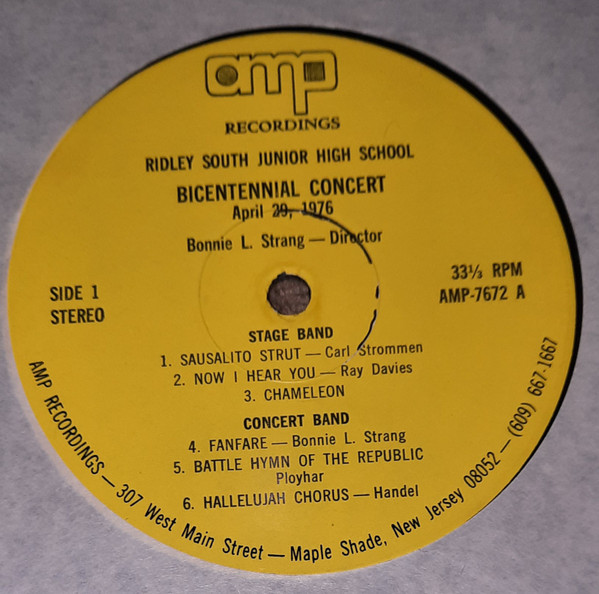 amp
RECORDINGS
RIDLEY SOUTH JUNIOR HIGH SCHOOL
BICENTENNIAL CONCERT
April 29, 1976
Bonnie L. Strang — Director
SIDE 1
STEREO
33⅓ RPM
AMP-7672 A
STAGE BAND
1. SAUSALITO STRUT — Carl Strommen
2. NOW I HEAR YOU — Ray Davies
3. CHAMELEON
CONCERT BAND
4. FANFARE — Bonnie L. Strang
5. BATTLE HYMN OF THE REPUBLIC
Ployhar
6. HALLELUJAH CHORUS — Handel
AMP RECORDINGS — 307 West Main Street — Maple Shade, New Jersey 08052 — (609) 667-1667